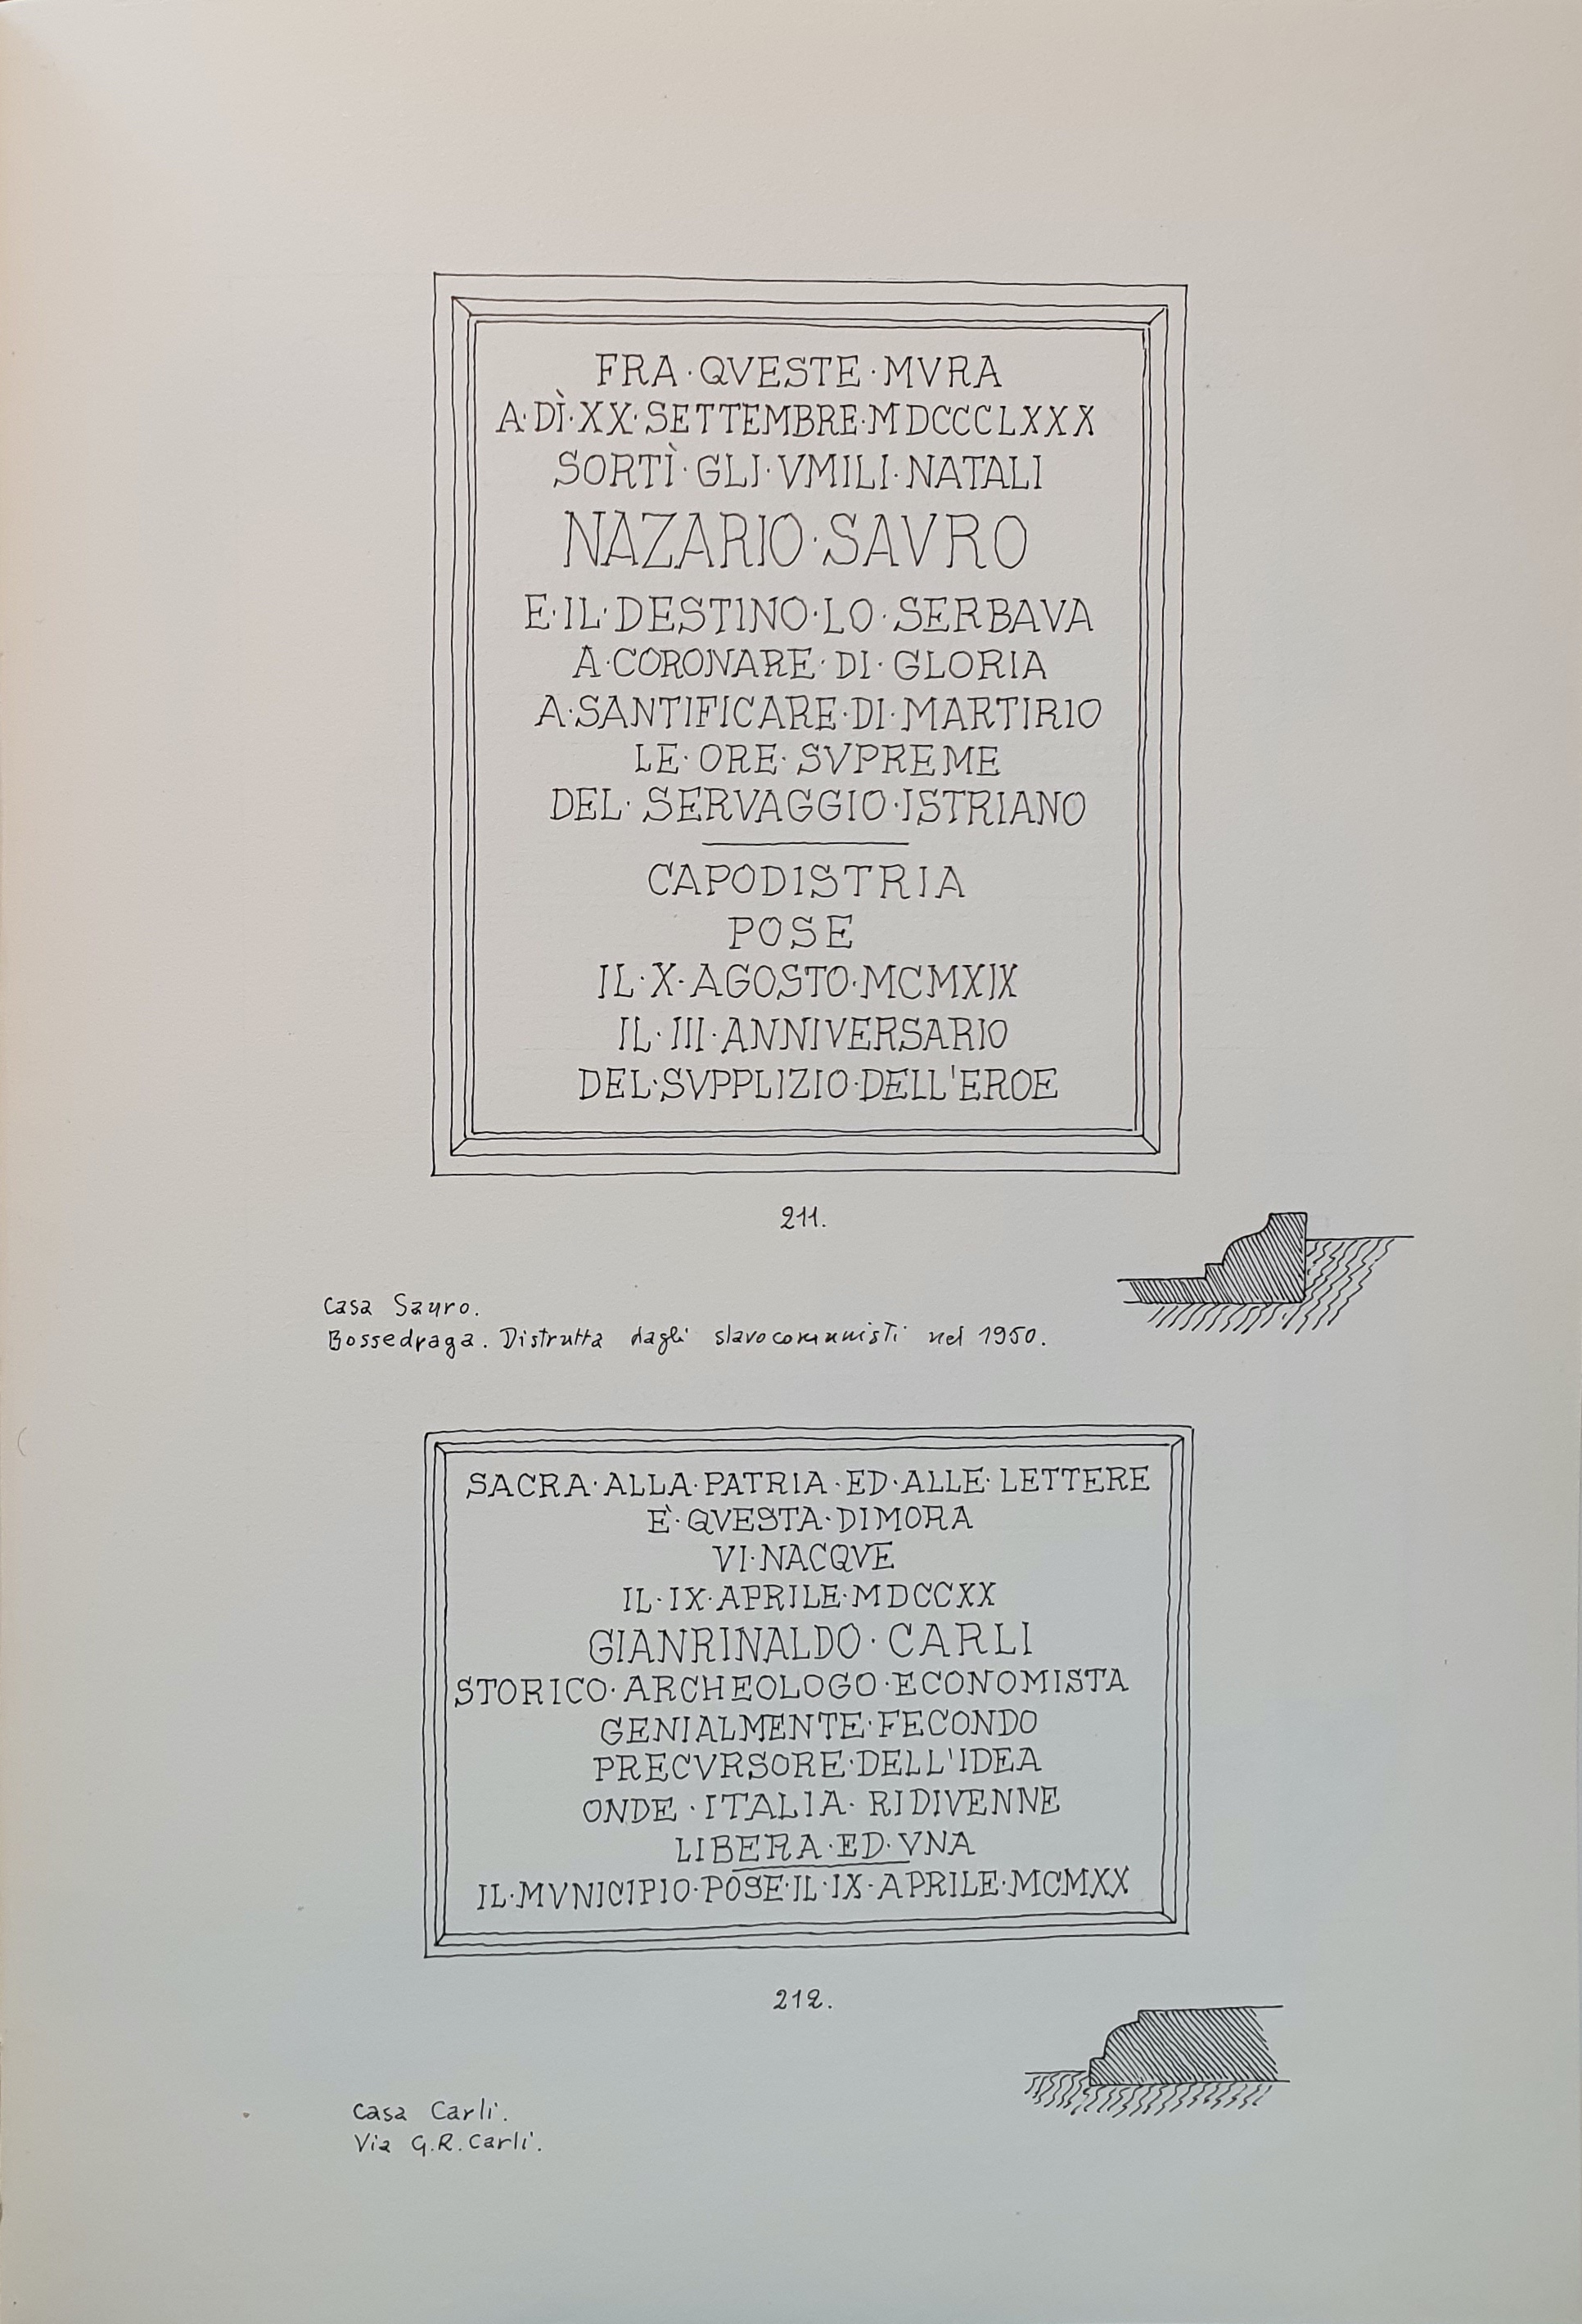 FRA·QVESTE·MVRA
A·DÌ·XX·SETTEMBRE·MDCCCLXXX
SORTÌ·GLI·VMILI·NATALI
NAZARIO·SAVRO
E·IL·DESTINO·LO·SERBAVA
A·CORONARE·DI·GLORIA
A·SANTIFICARE·DI·MARTIRIO
LE·ORE·SVPREME
DEL·SERVAGGIO·ISTRIANO
CAPODISTRIA
POSE
IL·X·AGOSTO·MCMXIX
IL·III·ANNIVERSARIO
DEL·SVPPLIZIO·DELL'EROE
211.
Casa Sauro.
Bossedraga. Distrutta dagli slavocomunisti nel 1950.
SACRA·ALLA·PATRIA·ED·ALLE·LETTERE
È·QVESTA·DIMORA
VI·NACQVE
IL·IX·APRILE·MDCCXX
GIANRINALDO·CARLI
STORICO·ARCHEOLOGO·ECONOMISTA
GENIALMENTE·FECONDO
PRECVRSORE·DELL'IDEA
ONDE·ITALIA·RIDIVENNE
LIBERA·ED·VNA
IL·MVNICIPIO·POSE·IL·IX·APRILE·MCMXX
212.
Casa Carli.
Via G.R. Carli.